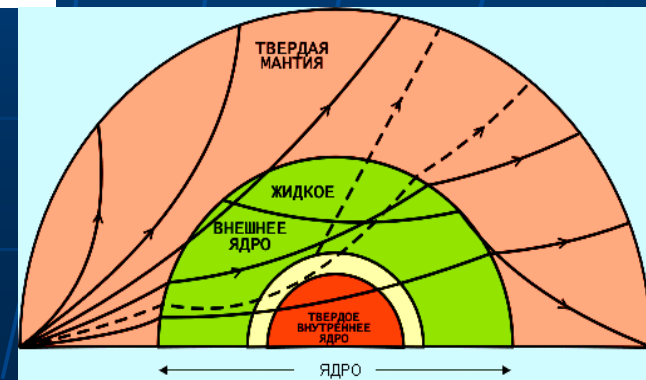 ТВЕРДАЯ
МАНТИЯ
ЖИДКОЕ
ВНЕШНЕЕ
ЯДРО
ТВЕРДОЕ
ВНУТРЕННЕЕ
ЯДРО
ЯДРО